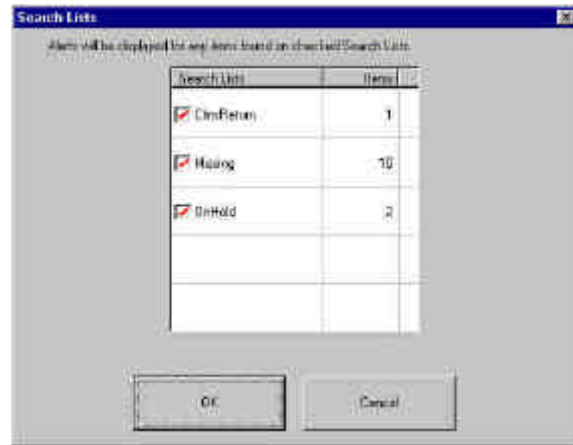 Search Lists
Alerts will be displayed for any items found on checked Search Lists.
Search Lists Items
ClmsReturn 1
Missing 10
OnHold 2
OK Cancel